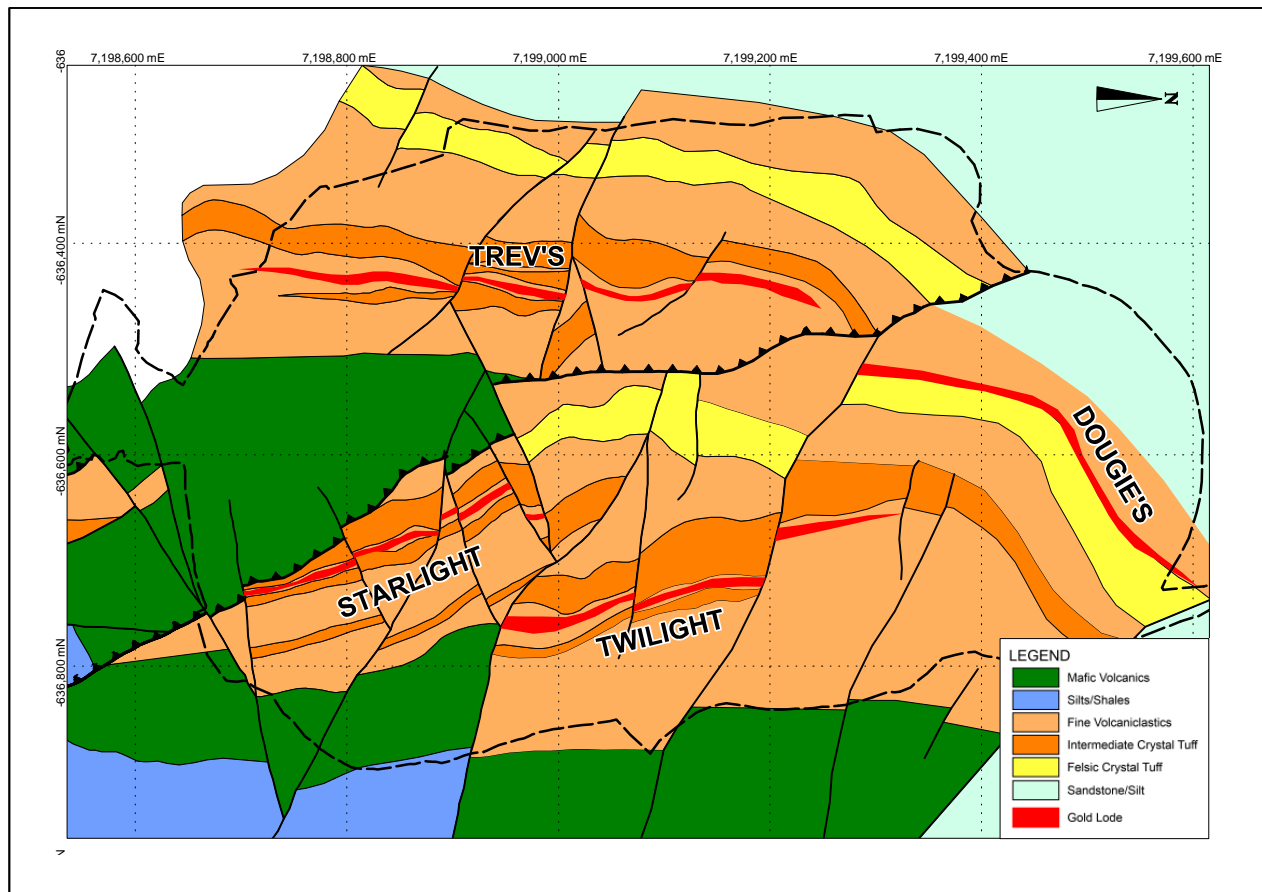 7,198,600 mE
7,198,800 mE
7,199,000 mE
7,199,200 mE
7,199,400 mE
7,199,600 mE
-636
-636,400 mN
-636,600 mN
-636,800 mN
N
TREV'S
DOUGIE'S
STARLIGHT
TWILIGHT
LEGEND
Mafic Volcanics
Silts/Shales
Fine Volcaniclastics
Intermediate Crystal Tuff
Felsic Crystal Tuff
Sandstone/Silt
Gold Lode